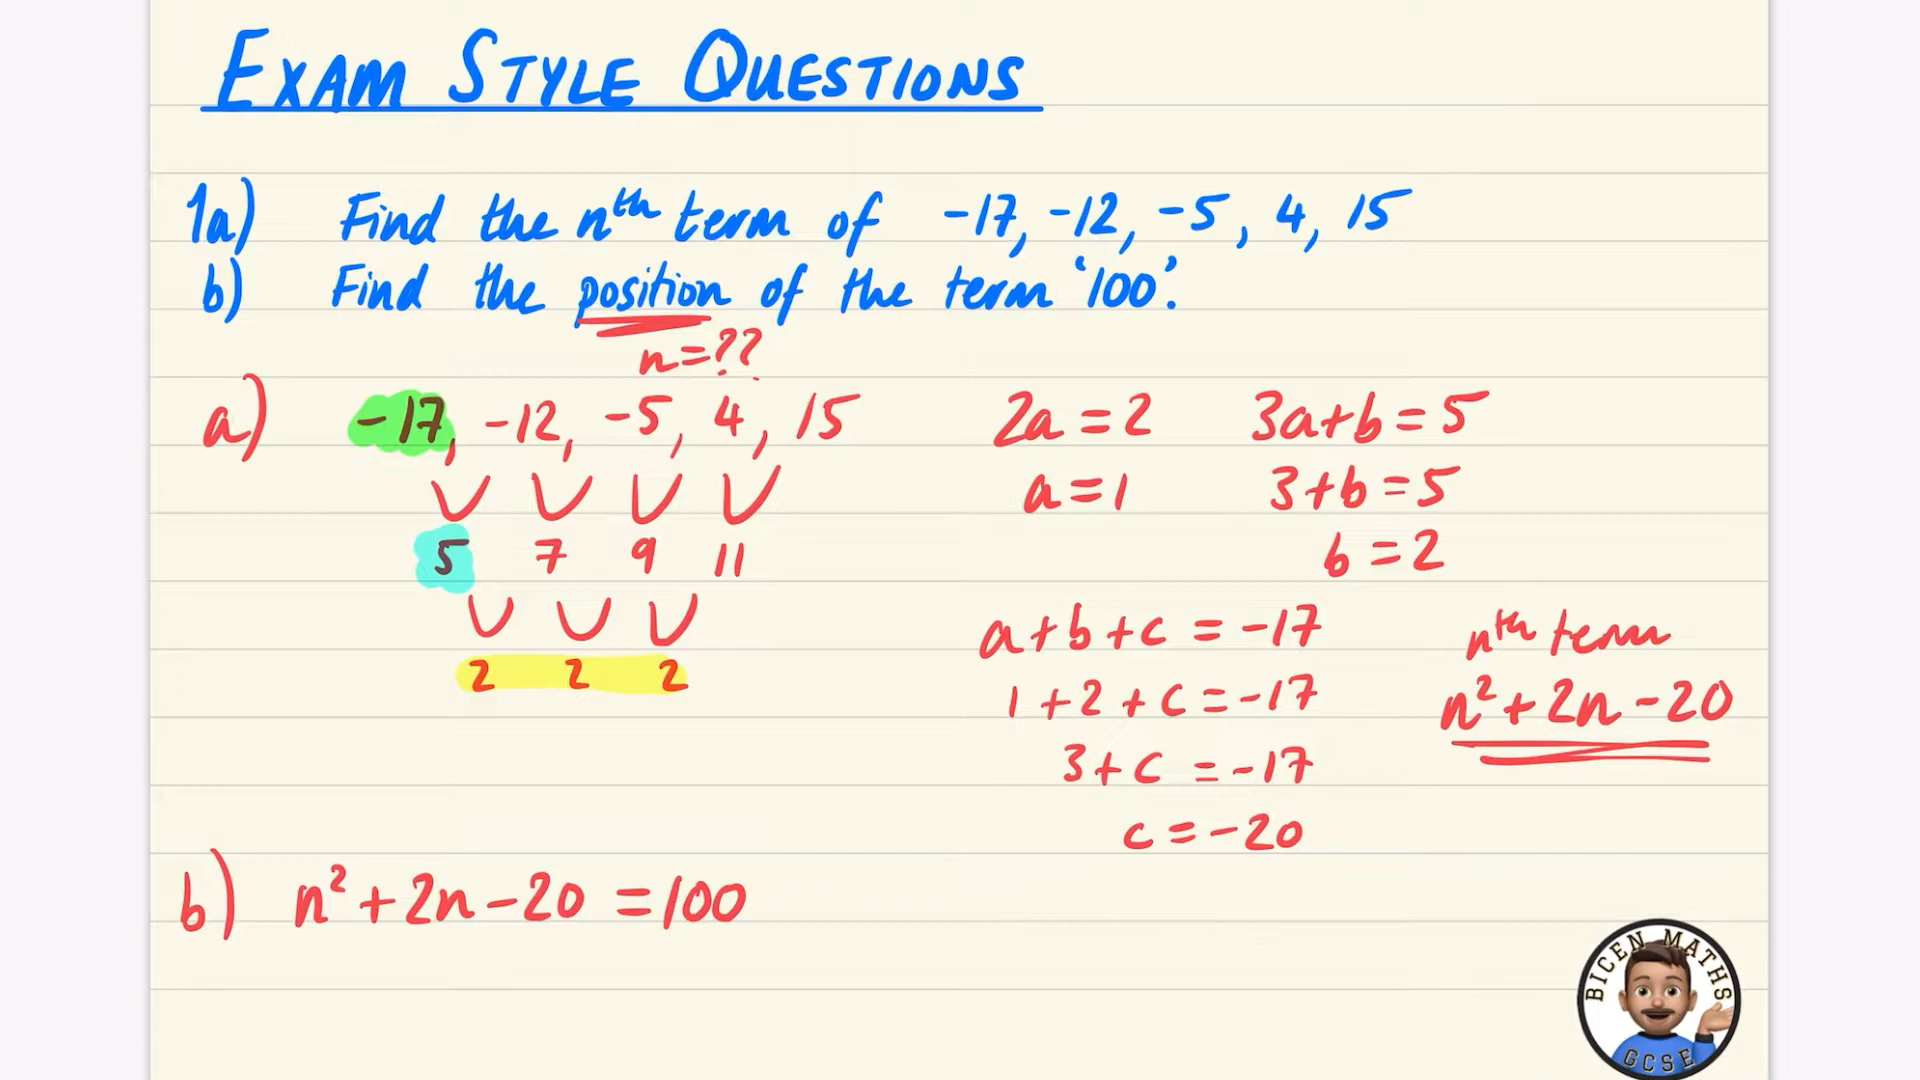 EXAM STYLE QUESTIONS
1a) Find the nth term of -17, -12, -5, 4, 15
b) Find the position of the term '100'.
n=??
a) -17, -12, -5, 4, 15
5 7 9 11
2 2 2
2a = 2
a = 1
3a+b = 5
3+b = 5
b = 2
a+b+c = -17
1+2+c = -17
3+c = -17
c = -20
nth term
n²+2n-20
b) n²+2n-20 = 100
BICEN MATHS
GCSE